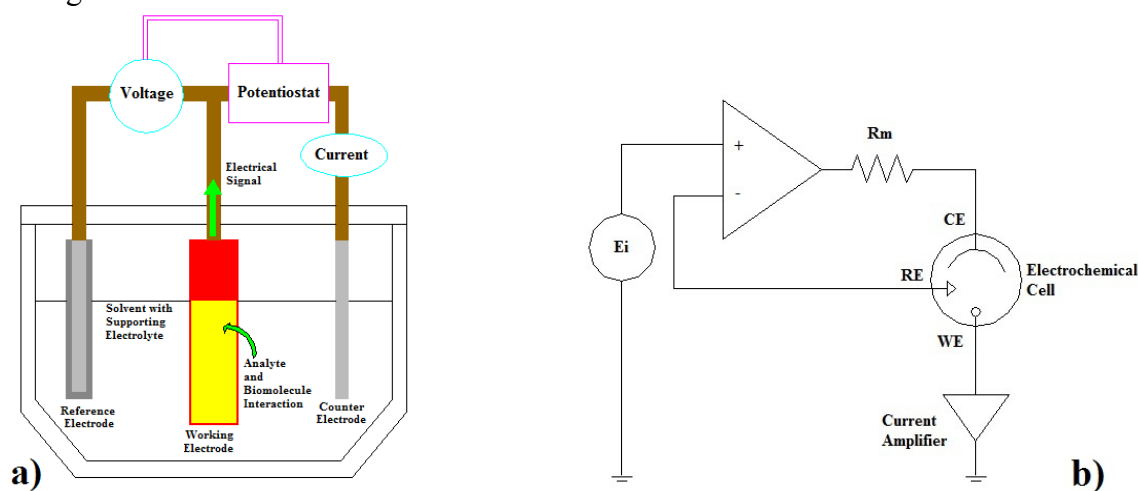 Voltage
Potentiostat
Current
Electrical
Signal
Solvent with
Supporting
Electrolyte
Analyte
and
Biomolecule
Interaction
Reference
Electrode
Working
Electrode
Counter
Electrode
a)
+
-
Rm
Ei
CE
RE
Electrochemical
Cell
WE
Current
Amplifier
b)